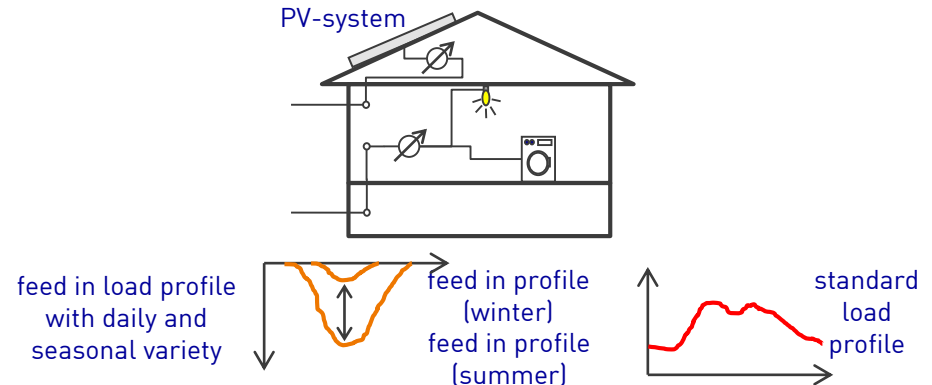 PV-system
feed in load profile
with daily and
seasonal variety
feed in profile
(winter)
feed in profile
(summer)
standard
load
profile